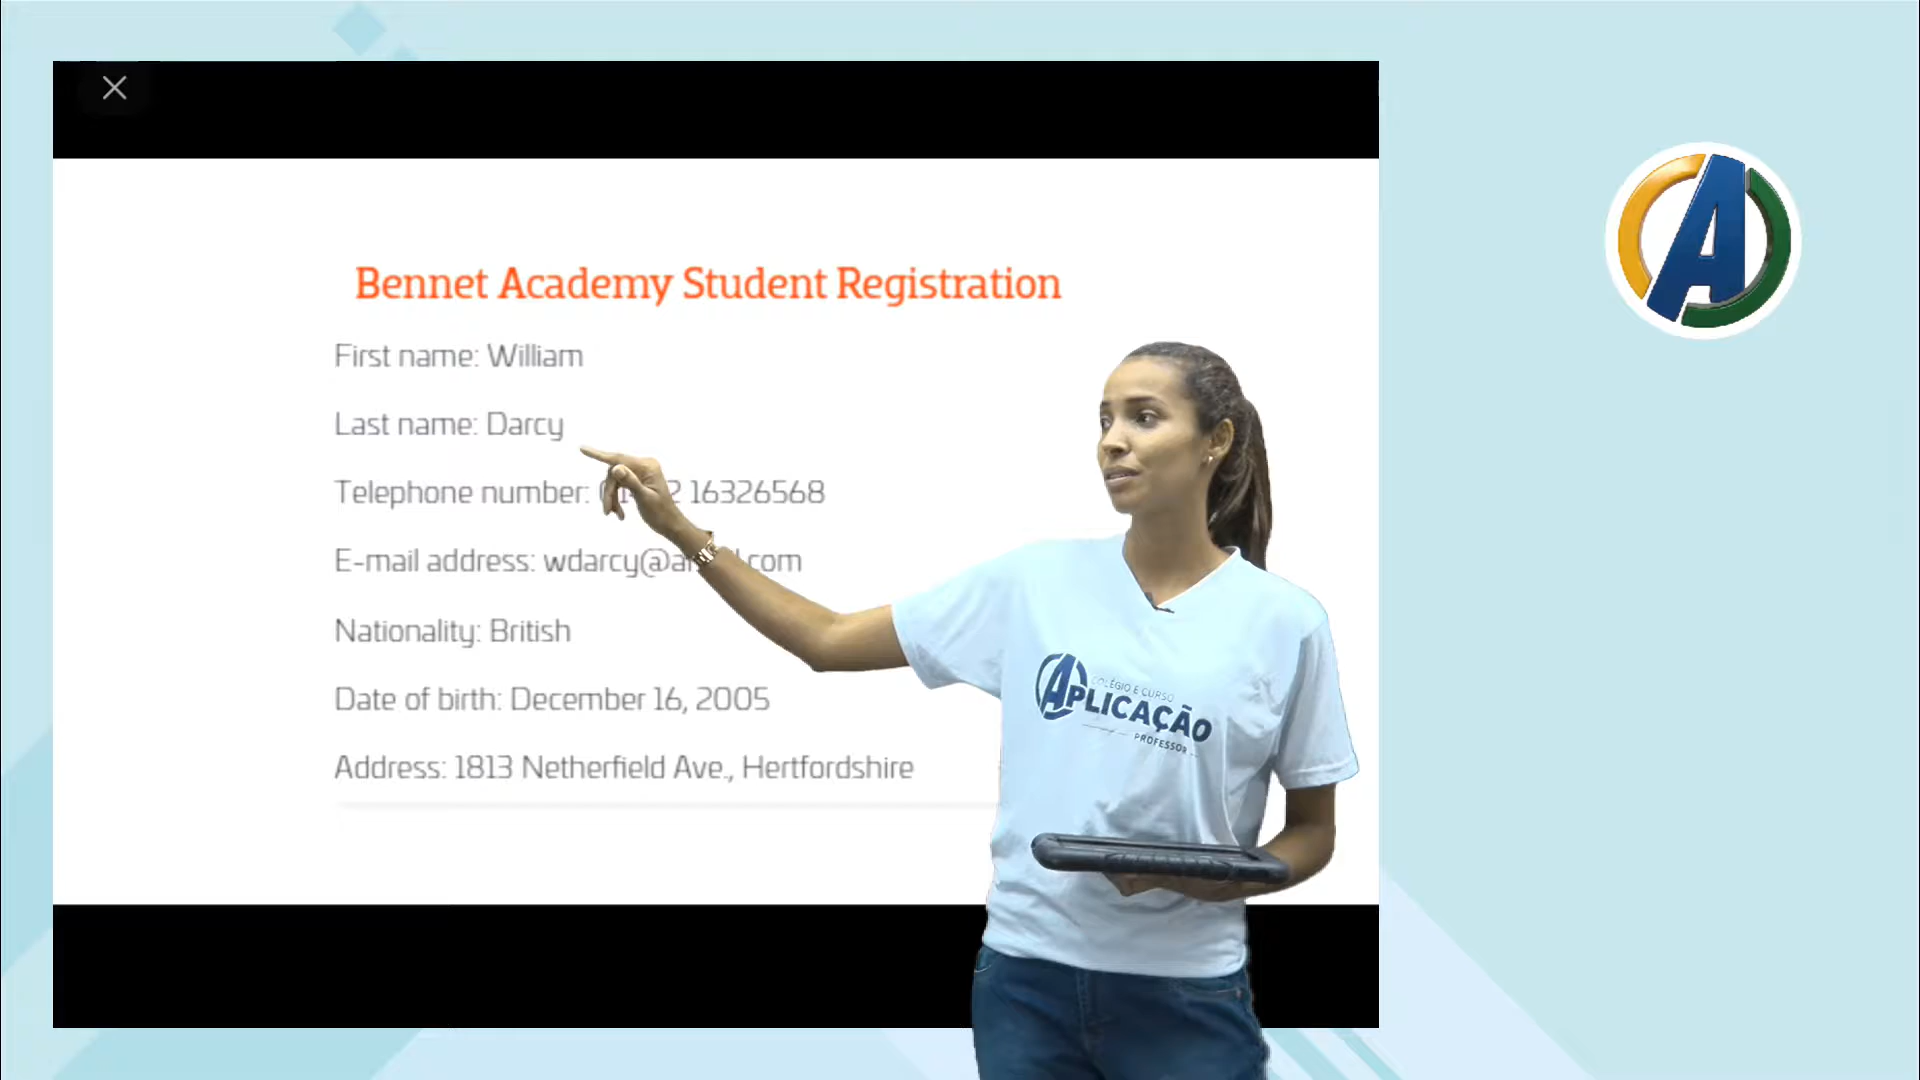 Bennet Academy Student Registration
First name: William
Last name: Darcy
Telephone number: 16326568
E-mail address: .com
Nationality: British
Date of birth: December 16, 2005
Address: 1813 Netherfield Ave., Hertfordshire
COLÉGIO E CURSO
APLICAÇÃO
PROFESSOR